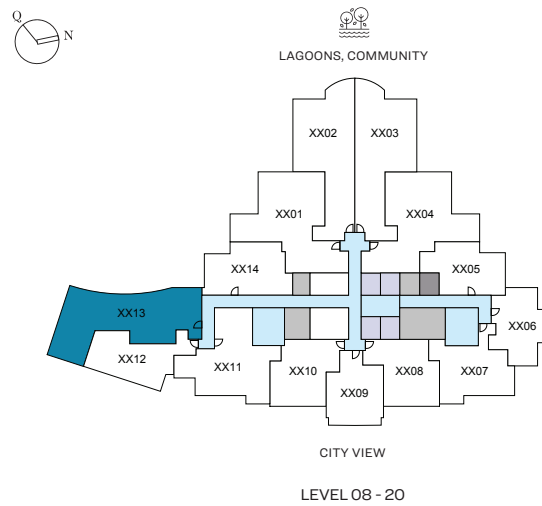 Q
N
LAGOONS, COMMUNITY
XX02
XX03
XX01
XX04
XX14
XX05
XX13
XX06
XX12
XX11
XX10
XX09
XX08
XX07
CITY VIEW
LEVEL 08 - 20